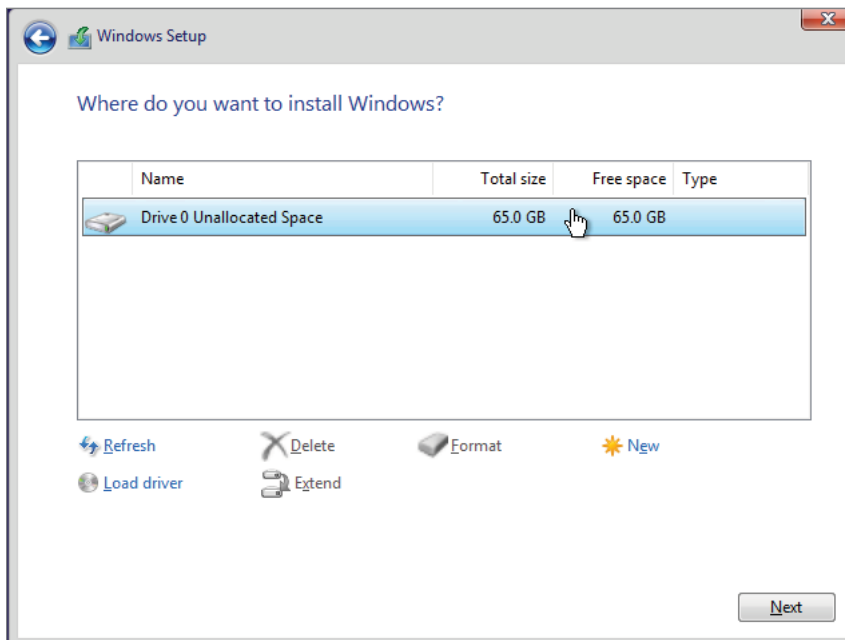 Windows Setup
Where do you want to install Windows?
Name Total size Free space Type
Drive 0 Unallocated Space 65.0 GB 65.0 GB
Refresh Delete Format New
Load driver Extend
Next